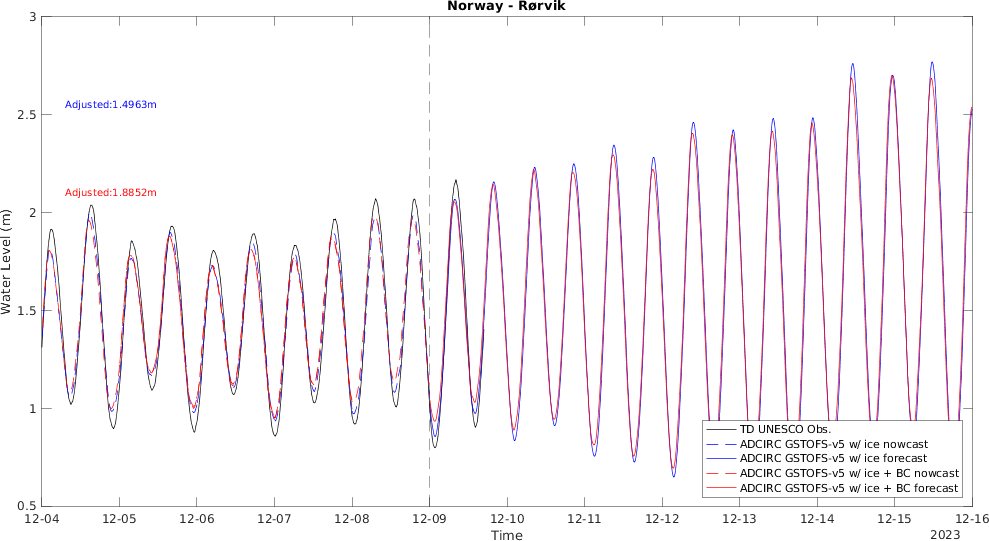 Norway - Rørvik
Adjusted:1.4963m
Adjusted:1.8852m
Water Level (m)
3
2.5
2
1.5
1
0.5
TD UNESCO Obs.
ADCIRC GSTOFS-v5 w/ ice nowcast
ADCIRC GSTOFS-v5 w/ ice forecast
ADCIRC GSTOFS-v5 w/ ice + BC nowcast
ADCIRC GSTOFS-v5 w/ ice + BC forecast
12-04 12-05 12-06 12-07 12-08 12-09 12-10 12-11 12-12 12-13 12-14 12-15 12-16
Time
2023